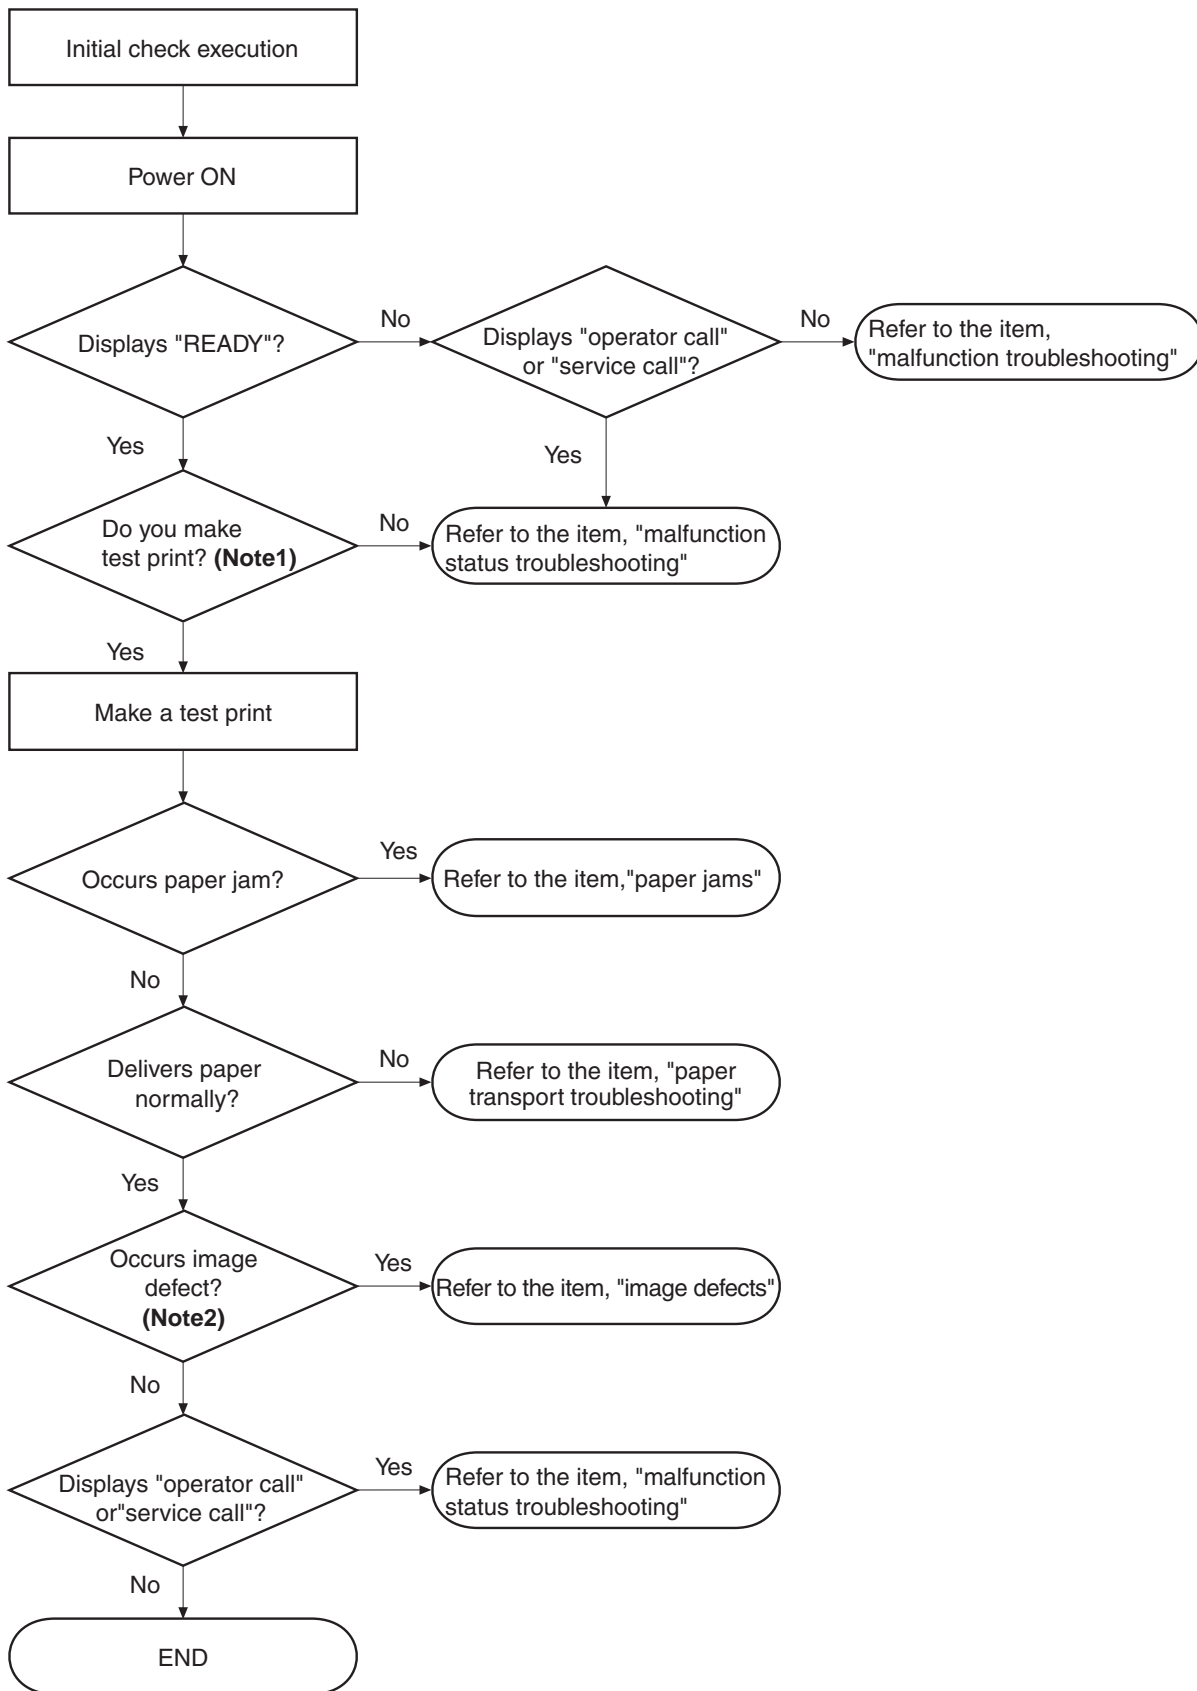 Initial check execution
Power ON
Displays "READY"?
No
Displays "operator call"
or "service call"?
No
Refer to the item,
"malfunction troubleshooting"
Yes
Yes
Do you make
test print? (Note1)
No
Refer to the item, "malfunction
status troubleshooting"
Yes
Make a test print
Occurs paper jam?
Yes
Refer to the item,"paper jams"
No
Delivers paper
normally?
No
Refer to the item, "paper
transport troubleshooting"
Yes
Occurs image
defect?
(Note2)
Yes
Refer to the item, "image defects"
No
Displays "operator call"
or"service call"?
Yes
Refer to the item, "malfunction
status troubleshooting"
No
END